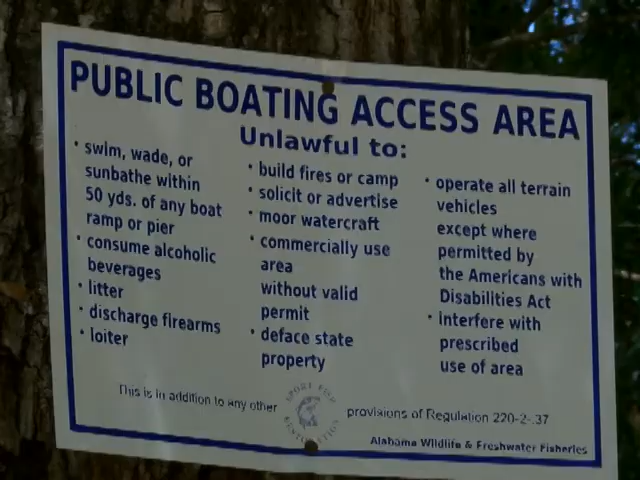 PUBLIC BOATING ACCESS AREA
Unlawful to:
• swim, wade, or
sunbathe within
50 yds. of any boat
ramp or pier
• consume alcoholic
beverages
• litter
• discharge firearms
• loiter
• build fires or camp
• solicit or advertise
• moor watercraft
• commercially use
area
without valid
permit
• deface state
property
• operate all terrain
vehicles
except where
permitted by
the Americans with
Disabilities Act
• interfere with
prescribed
use of area
This is in addition to any other provisions of Regulation 220-2-.37
SPORT FISH
RESTORATION
Alabama Wildlife & Freshwater Fisheries